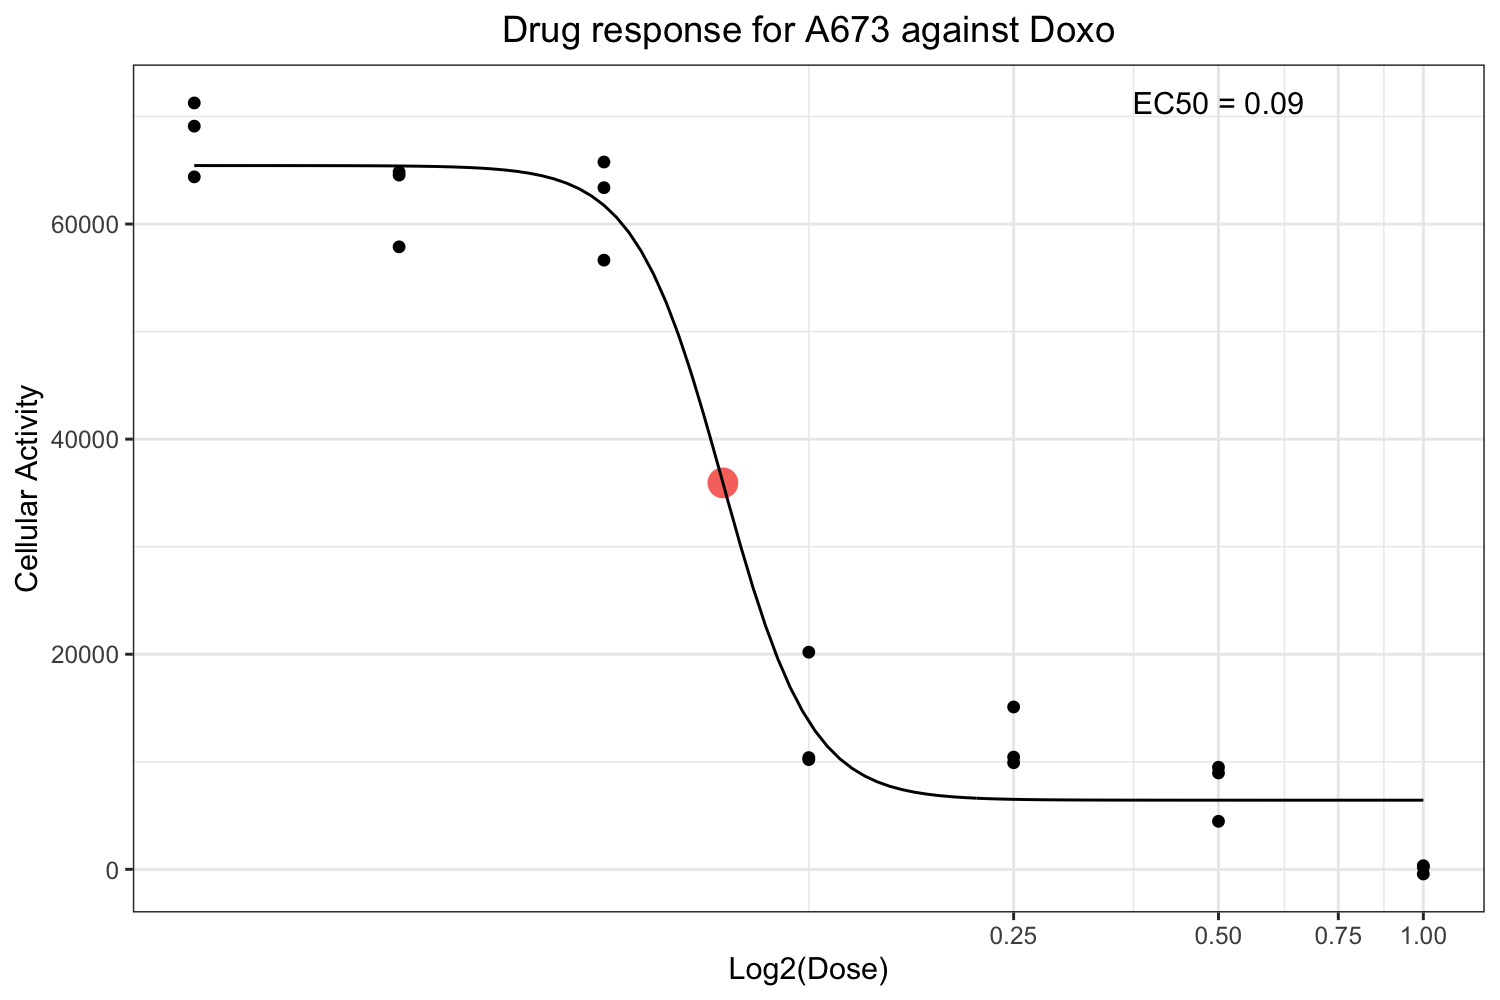 Drug response for A673 against Doxo
EC50 = 0.09
Cellular Activity
60000
40000
20000
0
0.25 0.50 0.75 1.00
Log2(Dose)